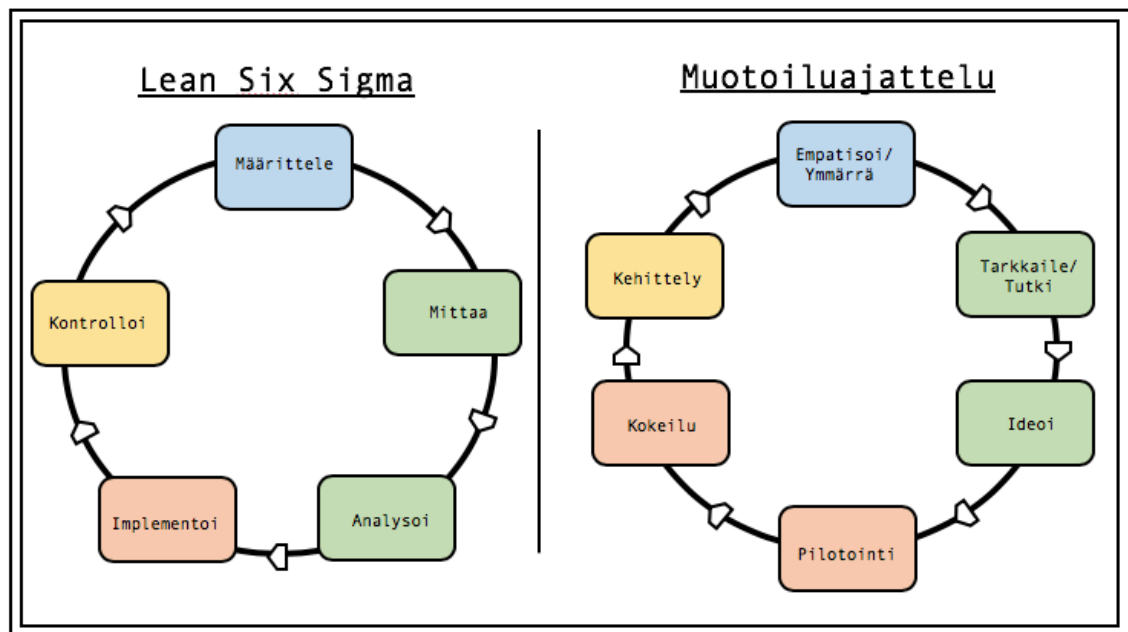 Lean Six Sigma
Määrittele
Mittaa
Analysoi
Implementoi
Kontrolloi
Muotoiluajattelu
Empatisoi/
Ymmärrä
Tarkkaile/
Tutki
Ideoi
Pilotointi
Kokeilu
Kehittely